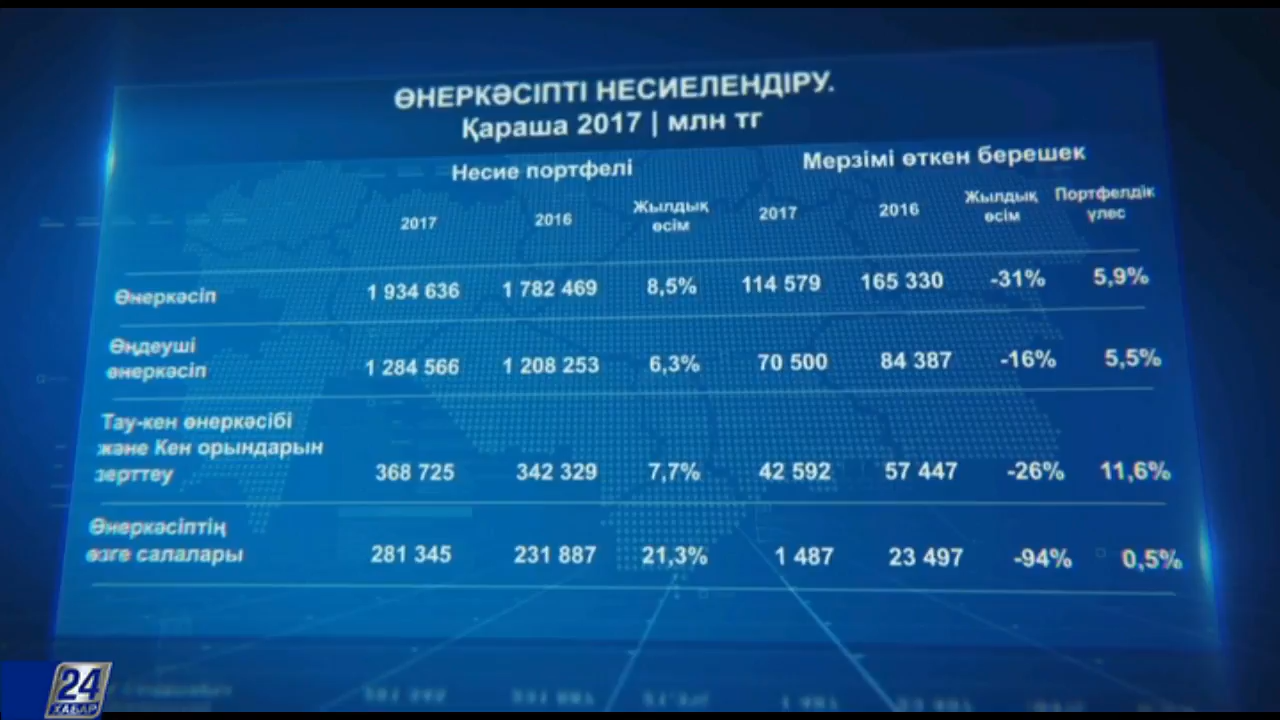 ӨНЕРКӘСІПТІ НЕСИЕЛЕНДІРУ.
Қараша 2017 | млн тг
Несие портфелі Мерзімі өткен берешек
2017 2016 Жылдық өсім 2017 2016 Жылдық өсім Портфелдік үлес
Өнеркәсіп 1 934 636 1 782 469 8,5% 114 579 165 330 -31% 5,9%
Өңдеуші
өнеркәсіп 1 284 566 1 208 253 6,3% 70 500 84 387 -16% 5,5%
Тау-кен өнеркәсібі
және Кен орындарын
зерттеу 368 725 342 329 7,7% 42 592 57 447 -26% 11,6%
Өнеркәсіптің
өзге салалары 281 345 231 887 21,3% 1 487 23 497 -94% 0,5%
24
ХАБАР